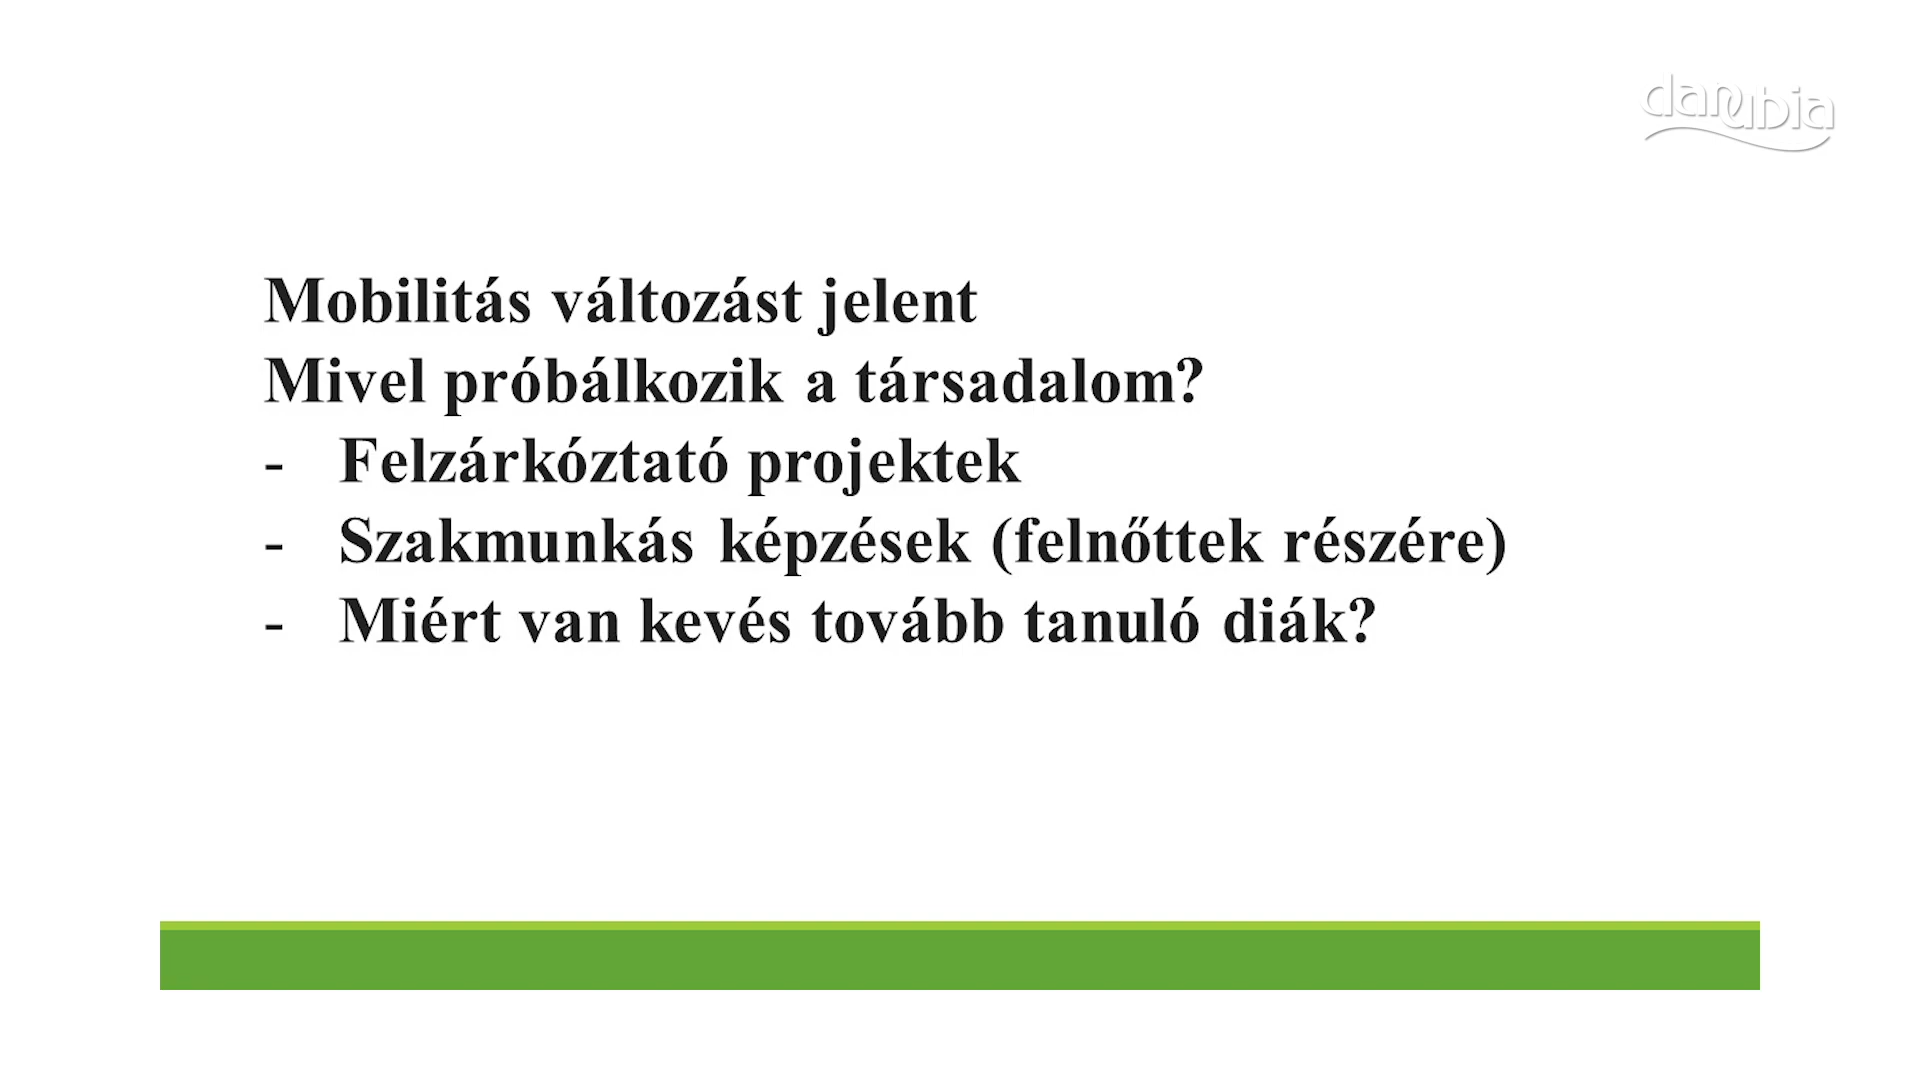 danubia
Mobilitás változást jelent
Mivel próbálkozik a társadalom?
- Felzárkóztató projektek
- Szakmunkás képzések (felnőttek részére)
- Miért van kevés tovább tanuló diák?